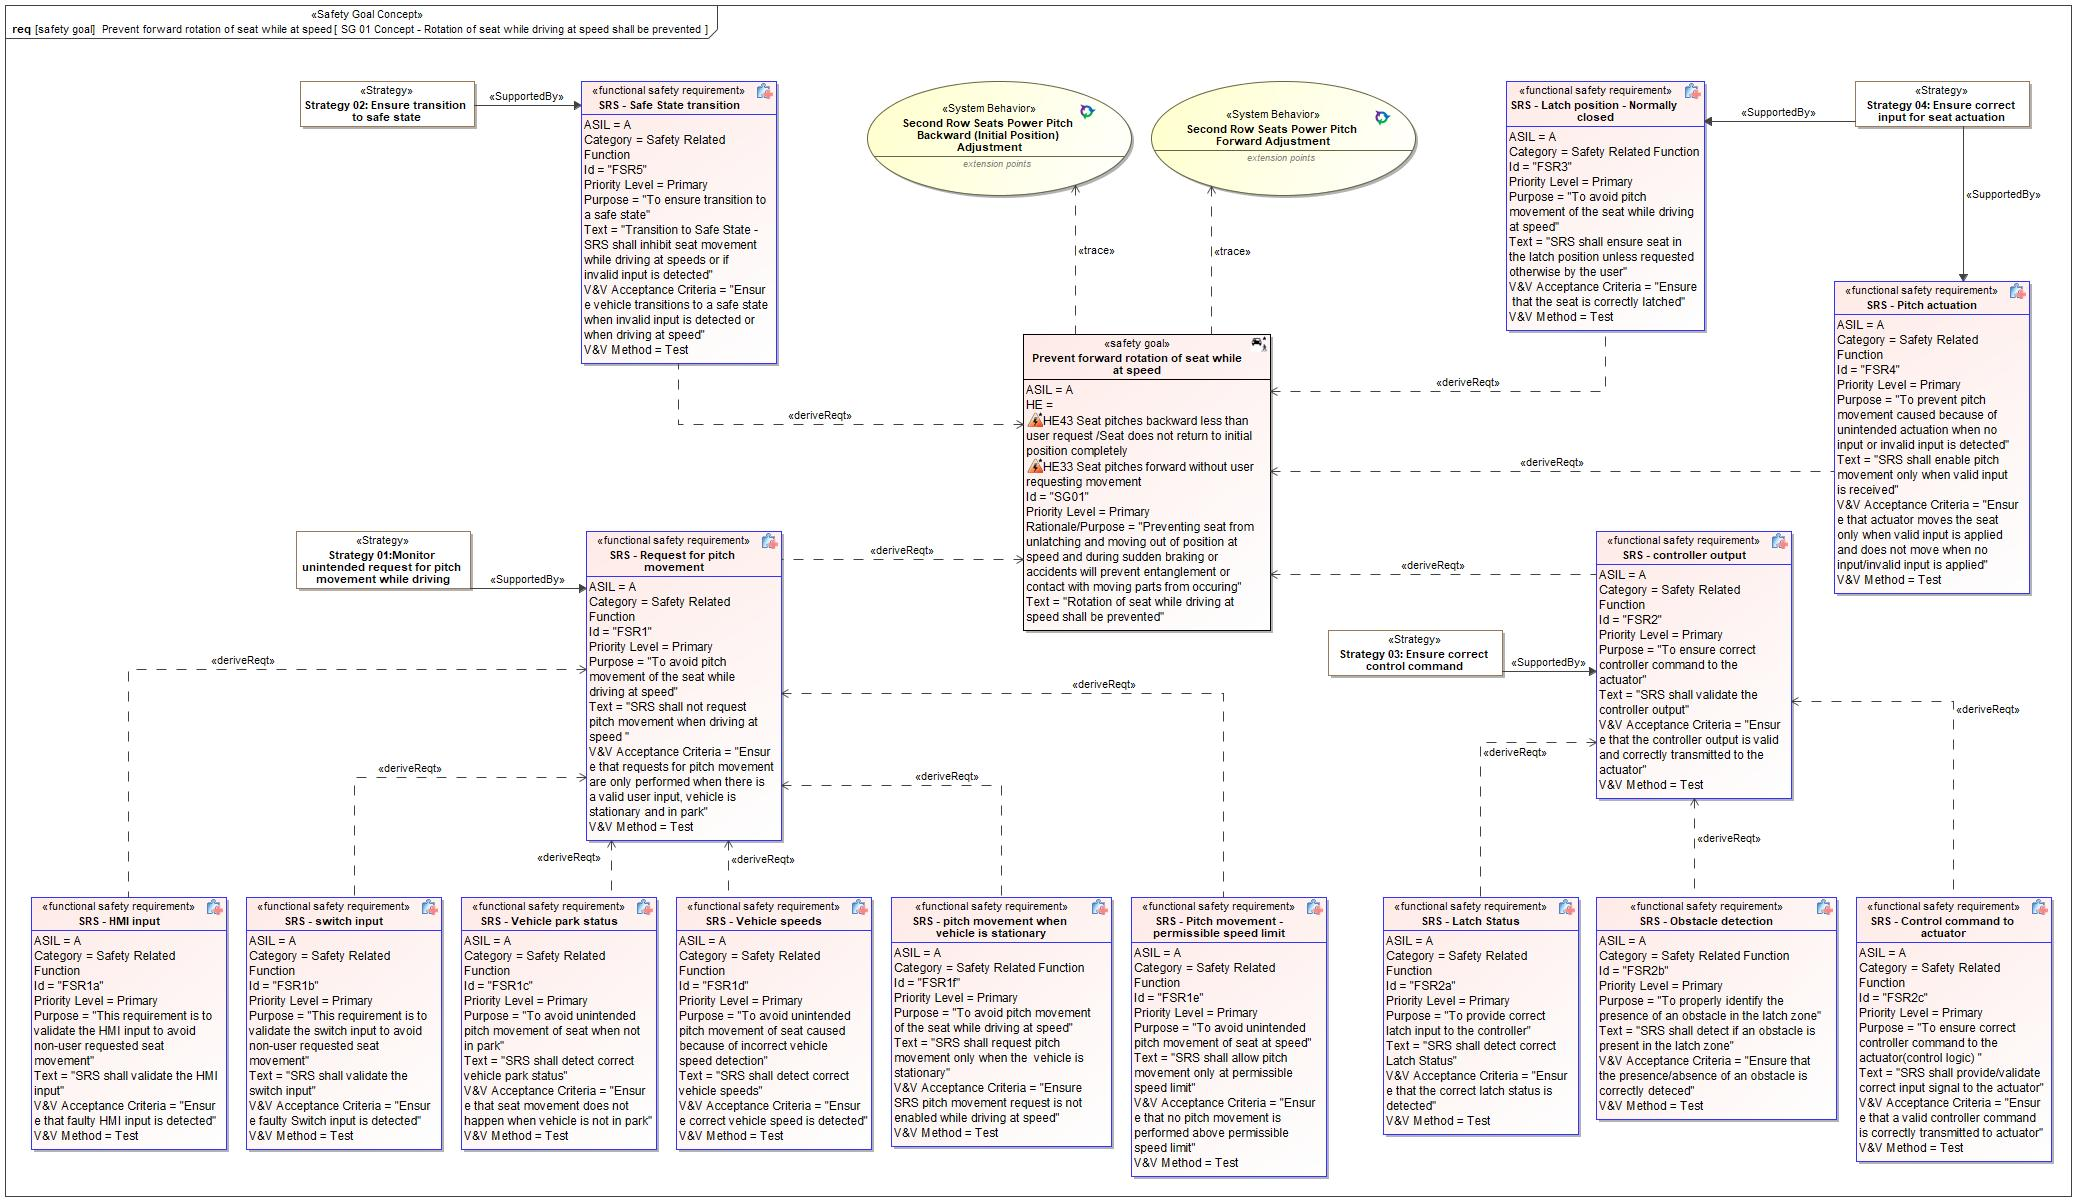 «Safety Goal Concept»
req [safety goal] Prevent forward rotation of seat while at speed [ SG 01 Concept - Rotation of seat while driving at speed shall be prevented ]
«Strategy»
Strategy 02: Ensure transition
to safe state
«SupportedBy»
«functional safety requirement»
SRS - Safe State transition
ASIL = A
Category = Safety Related
Function
Id = "FSR5"
Priority Level = Primary
Purpose = "To ensure transition to
a safe state"
Text = "Transition to Safe State -
SRS shall inhibit seat movement
while driving at speeds or if
invalid input is detected"
V&V Acceptance Criteria = "Ensur
e vehicle transitions to a safe state
when invalid input is detected or
when driving at speed"
V&V Method = Test
«System Behavior»
Second Row Seats Power Pitch
Backward (Initial Position)
Adjustment
extension points
«System Behavior»
Second Row Seats Power Pitch
Forward Adjustment
extension points
«trace»
«trace»
«functional safety requirement»
SRS - Latch position - Normally
closed
ASIL = A
Category = Safety Related Function
Id = "FSR3"
Priority Level = Primary
Purpose = "To avoid pitch
movement of the seat while driving
at speed"
Text = "SRS shall ensure seat in
the latch position unless requested
otherwise by the user"
V&V Acceptance Criteria = "Ensure
that the seat is correctly latched"
V&V Method = Test
«SupportedBy»
«Strategy»
Strategy 04: Ensure correct
input for seat actuation
«SupportedBy»
«functional safety requirement»
SRS - Pitch actuation
ASIL = A
Category = Safety Related
Function
Id = "FSR4"
Priority Level = Primary
Purpose = "To prevent pitch
movement caused because of
unintended actuation when no
input or invalid input is detected"
Text = "SRS shall enable pitch
movement only when valid input
is received"
V&V Acceptance Criteria = "Ensur
e that actuator moves the seat
only when valid input is applied
and does not move when no
input/invalid input is applied"
V&V Method = Test
«safety goal»
Prevent forward rotation of seat while
at speed
ASIL = A
HE =
HE43 Seat pitches backward less than
user request /Seat does not return to initial
position completely
HE33 Seat pitches forward without user
requesting movement
Id = "SG01"
Priority Level = Primary
Rationale/Purpose = "Preventing seat from
unlatching and moving out of position at
speed and during sudden braking or
accidents will prevent entanglement or
contact with moving parts from occuring"
Text = "Rotation of seat while driving at
speed shall be prevented"
«deriveReqt»
«deriveReqt»
«deriveReqt»
«deriveReqt»
«deriveReqt»
«Strategy»
Strategy 01:Monitor
unintended request for pitch
movement while driving
«SupportedBy»
«functional safety requirement»
SRS - Request for pitch
movement
ASIL = A
Category = Safety Related
Function
Id = "FSR1"
Priority Level = Primary
Purpose = "To avoid pitch
movement of the seat while
driving at speed"
Text = "SRS shall not request
pitch movement when driving at
speed "
V&V Acceptance Criteria = "Ensur
e that requests for pitch movement
are only performed when there is
a valid user input, vehicle is
stationary and in park"
V&V Method = Test
«Strategy»
Strategy 03: Ensure correct
control command
«SupportedBy»
«functional safety requirement»
SRS - controller output
ASIL = A
Category = Safety Related
Function
Id = "FSR2"
Priority Level = Primary
Purpose = "To ensure correct
controller command to the
actuator"
Text = "SRS shall validate the
controller output"
V&V Acceptance Criteria = "Ensur
e that the controller output is valid
and correctly transmitted to the
actuator"
V&V Method = Test
«deriveReqt»
«deriveReqt»
«deriveReqt»
«deriveReqt»
«deriveReqt»
«deriveReqt»
«deriveReqt»
«deriveReqt»
«deriveReqt»
«functional safety requirement»
SRS - HMI input
ASIL = A
Category = Safety Related
Function
Id = "FSR1a"
Priority Level = Primary
Purpose = "This requirement is to
validate the HMI input to avoid
non-user requested seat
movement"
Text = "SRS shall validate the HMI
input"
V&V Acceptance Criteria = "Ensur
e that faulty HMI input is detected"
V&V Method = Test
«functional safety requirement»
SRS - switch input
ASIL = A
Category = Safety Related
Function
Id = "FSR1b"
Priority Level = Primary
Purpose = "This requirement is to
validate the switch input to avoid
non-user requested seat
movement"
Text = "SRS shall validate the
switch input"
V&V Acceptance Criteria = "Ensur
e faulty Switch input is detected"
V&V Method = Test
«functional safety requirement»
SRS - Vehicle park status
ASIL = A
Category = Safety Related
Function
Id = "FSR1c"
Priority Level = Primary
Purpose = "To avoid unintended
pitch movement of seat when not
in park"
Text = "SRS shall detect correct
vehicle park status"
V&V Acceptance Criteria = "Ensur
e that seat movement does not
happen when vehicle is not in park"
V&V Method = Test
«functional safety requirement»
SRS - Vehicle speeds
ASIL = A
Category = Safety Related
Function
Id = "FSR1d"
Priority Level = Primary
Purpose = "To avoid unintended
pitch movement of seat caused
because of incorrect vehicle
speed detection"
Text = "SRS shall detect correct
vehicle speeds"
V&V Acceptance Criteria = "Ensur
e correct vehicle speed is detected"
V&V Method = Test
«functional safety requirement»
SRS - pitch movement when
vehicle is stationary
ASIL = A
Category = Safety Related Function
Id = "FSR1f"
Priority Level = Primary
Purpose = "To avoid pitch movement
of the seat while driving at speed"
Text = "SRS shall request pitch
movement only when the vehicle is
stationary"
V&V Acceptance Criteria = "Ensure
SRS pitch movement request is not
enabled while driving at speed"
V&V Method = Test
«functional safety requirement»
SRS - Pitch movement -
permissible speed limit
ASIL = A
Category = Safety Related
Function
Id = "FSR1e"
Priority Level = Primary
Purpose = "To avoid unintended
pitch movement of seat at speed"
Text = "SRS shall allow pitch
movement only at permissible
speed limit"
V&V Acceptance Criteria = "Ensur
e that no pitch movement is
performed above permissible
speed limit"
V&V Method = Test
«functional safety requirement»
SRS - Latch Status
ASIL = A
Category = Safety Related
Function
Id = "FSR2a"
Priority Level = Primary
Purpose = "To provide correct
latch input to the controller"
Text = "SRS shall detect correct
Latch Status"
V&V Acceptance Criteria = "Ensur
e that the correct latch status is
detected"
V&V Method = Test
«functional safety requirement»
SRS - Obstacle detection
ASIL = A
Category = Safety Related Function
Id = "FSR2b"
Priority Level = Primary
Purpose = "To properly identify the
presence of an obstacle in the latch zone"
Text = "SRS shall detect if an obstacle is
present in the latch zone"
V&V Acceptance Criteria = "Ensure that
the presence/absence of an obstacle is
correctly deteced"
V&V Method = Test
«functional safety requirement»
SRS - Control command to
actuator
ASIL = A
Category = Safety Related
Function
Id = "FSR2c"
Priority Level = Primary
Purpose = "To ensure correct
controller command to the
actuator(control logic) "
Text = "SRS shall provide/validate
correct input signal to the actuator"
V&V Acceptance Criteria = "Ensur
e that a valid controller command
is correctly transmitted to actuator"
V&V Method = Test